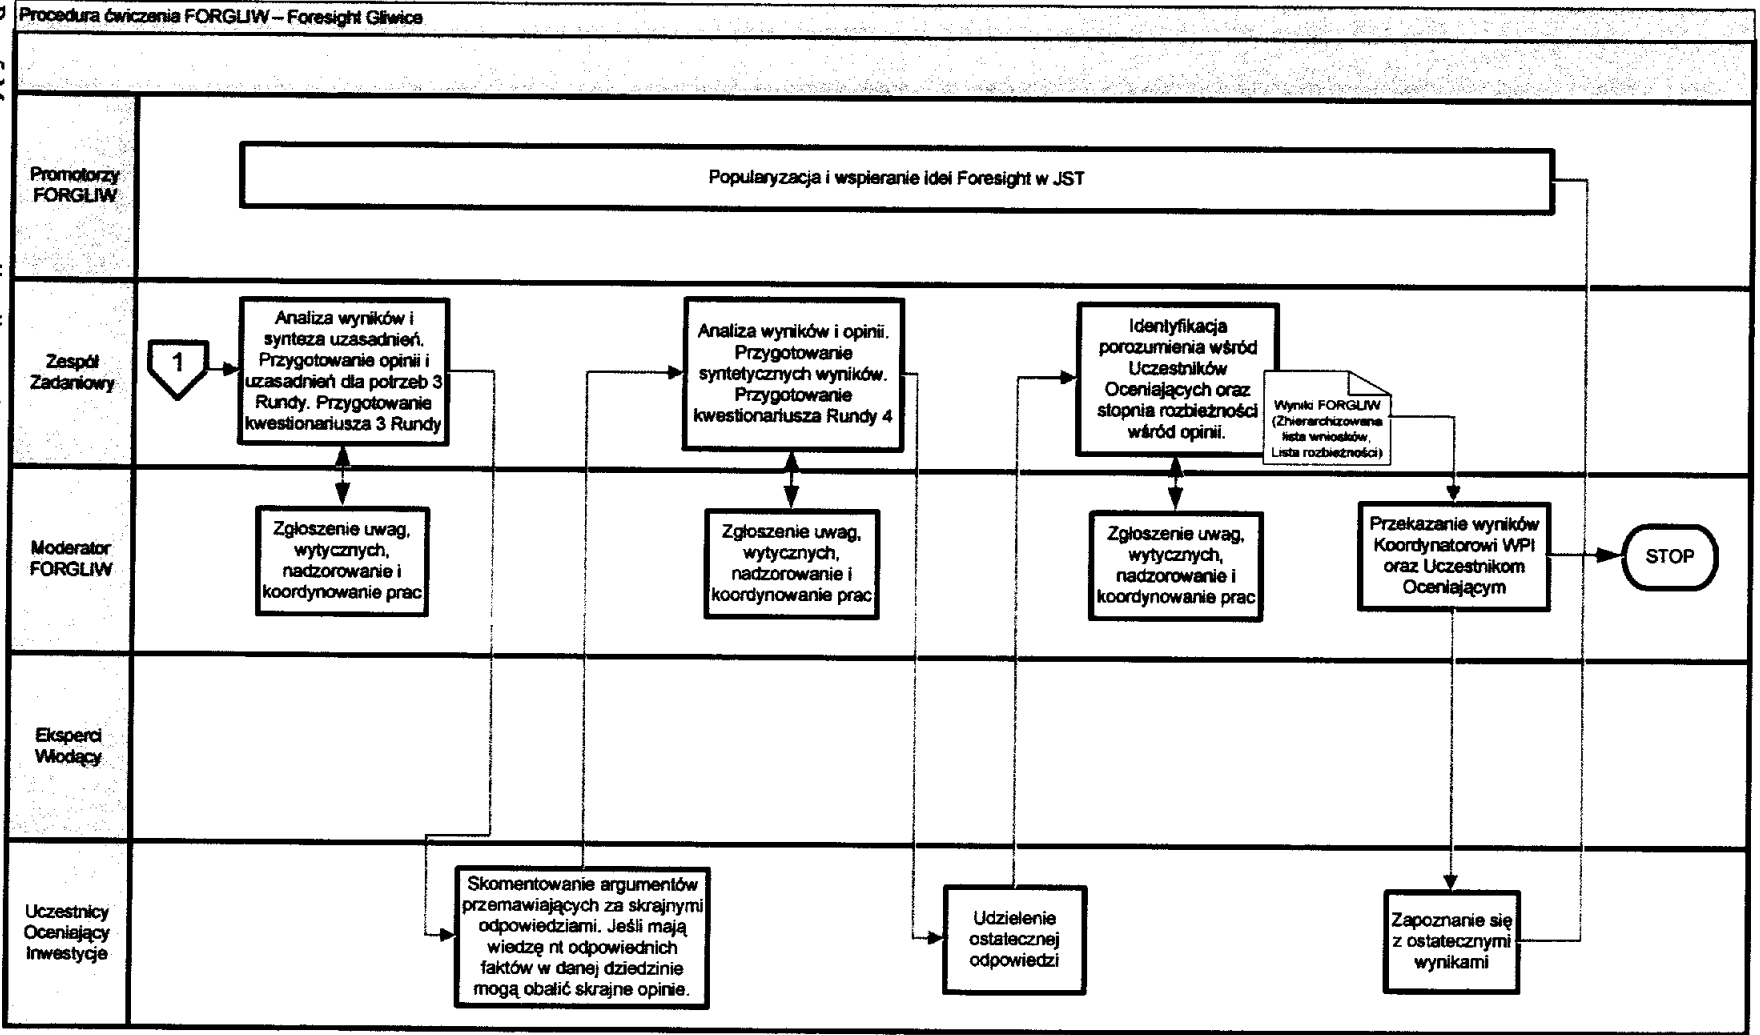 Procedura ćwiczenia FORGLIW – Foresight Gliwice
Promotorzy
FORGLIW
Popularyzacja i wspieranie idei Foresight w JST
Zespół
Zadaniowy
1
Analiza wyników i
synteza uzasadnień.
Przygotowanie opinii i
uzasadnień dla potrzeb 3
Rundy. Przygotowanie
kwestionariusza 3 Rundy
Analiza wyników i opinii.
Przygotowanie
syntetycznych wyników.
Przygotowanie
kwestionariusza Rundy 4
Identyfikacja
porozumienia wśród
Uczestników
Oceniających oraz
stopnia rozbieżności
wśród opinii.
Wyniki FORGLIW
(Zhierarchizowana
lista wniosków,
Lista rozbieżności)
Moderator
FORGLIW
Zgłoszenie uwag,
wytycznych,
nadzorowanie i
koordynowanie prac
Zgłoszenie uwag,
wytycznych,
nadzorowanie i
koordynowanie prac
Zgłoszenie uwag,
wytycznych,
nadzorowanie i
koordynowanie prac
Przekazanie wyników
Koordynatorowi WPI
oraz Uczestnikom
Oceniającym
STOP
Eksperci
Wiodący
Uczestnicy
Oceniający
Inwestycje
Skomentowanie argumentów
przemawiających za skrajnymi
odpowiedziami. Jeśli mają
wiedzę nt odpowiednich
faktów w danej dziedzinie
mogą obalić skrajne opinie.
Udzielenie
ostatecznej
odpowiedzi
Zapoznanie się
z ostatecznymi
wynikami